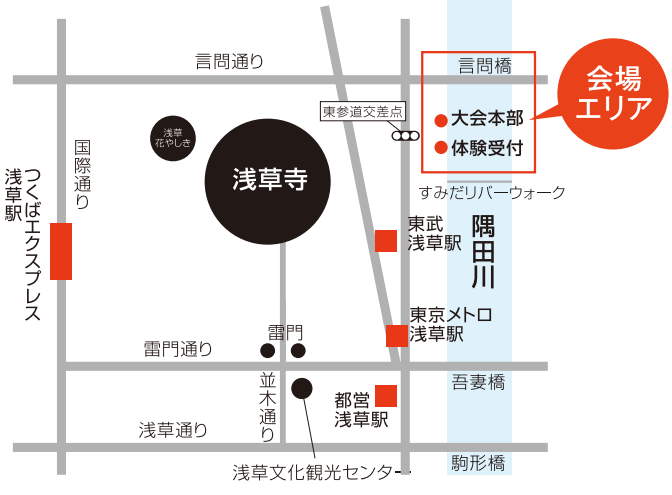 言問通り
言問橋
会場
エリア
東参道交差点
大会本部
体験受付
浅草
花やしき
国際通り
浅草寺
すみだリバーウォーク
つくばエクスプレス
浅草駅
東武
浅草駅
隅田川
東京メトロ
浅草駅
雷門
雷門通り
吾妻橋
並木通り
都営
浅草駅
浅草通り
駒形橋
浅草文化観光センター